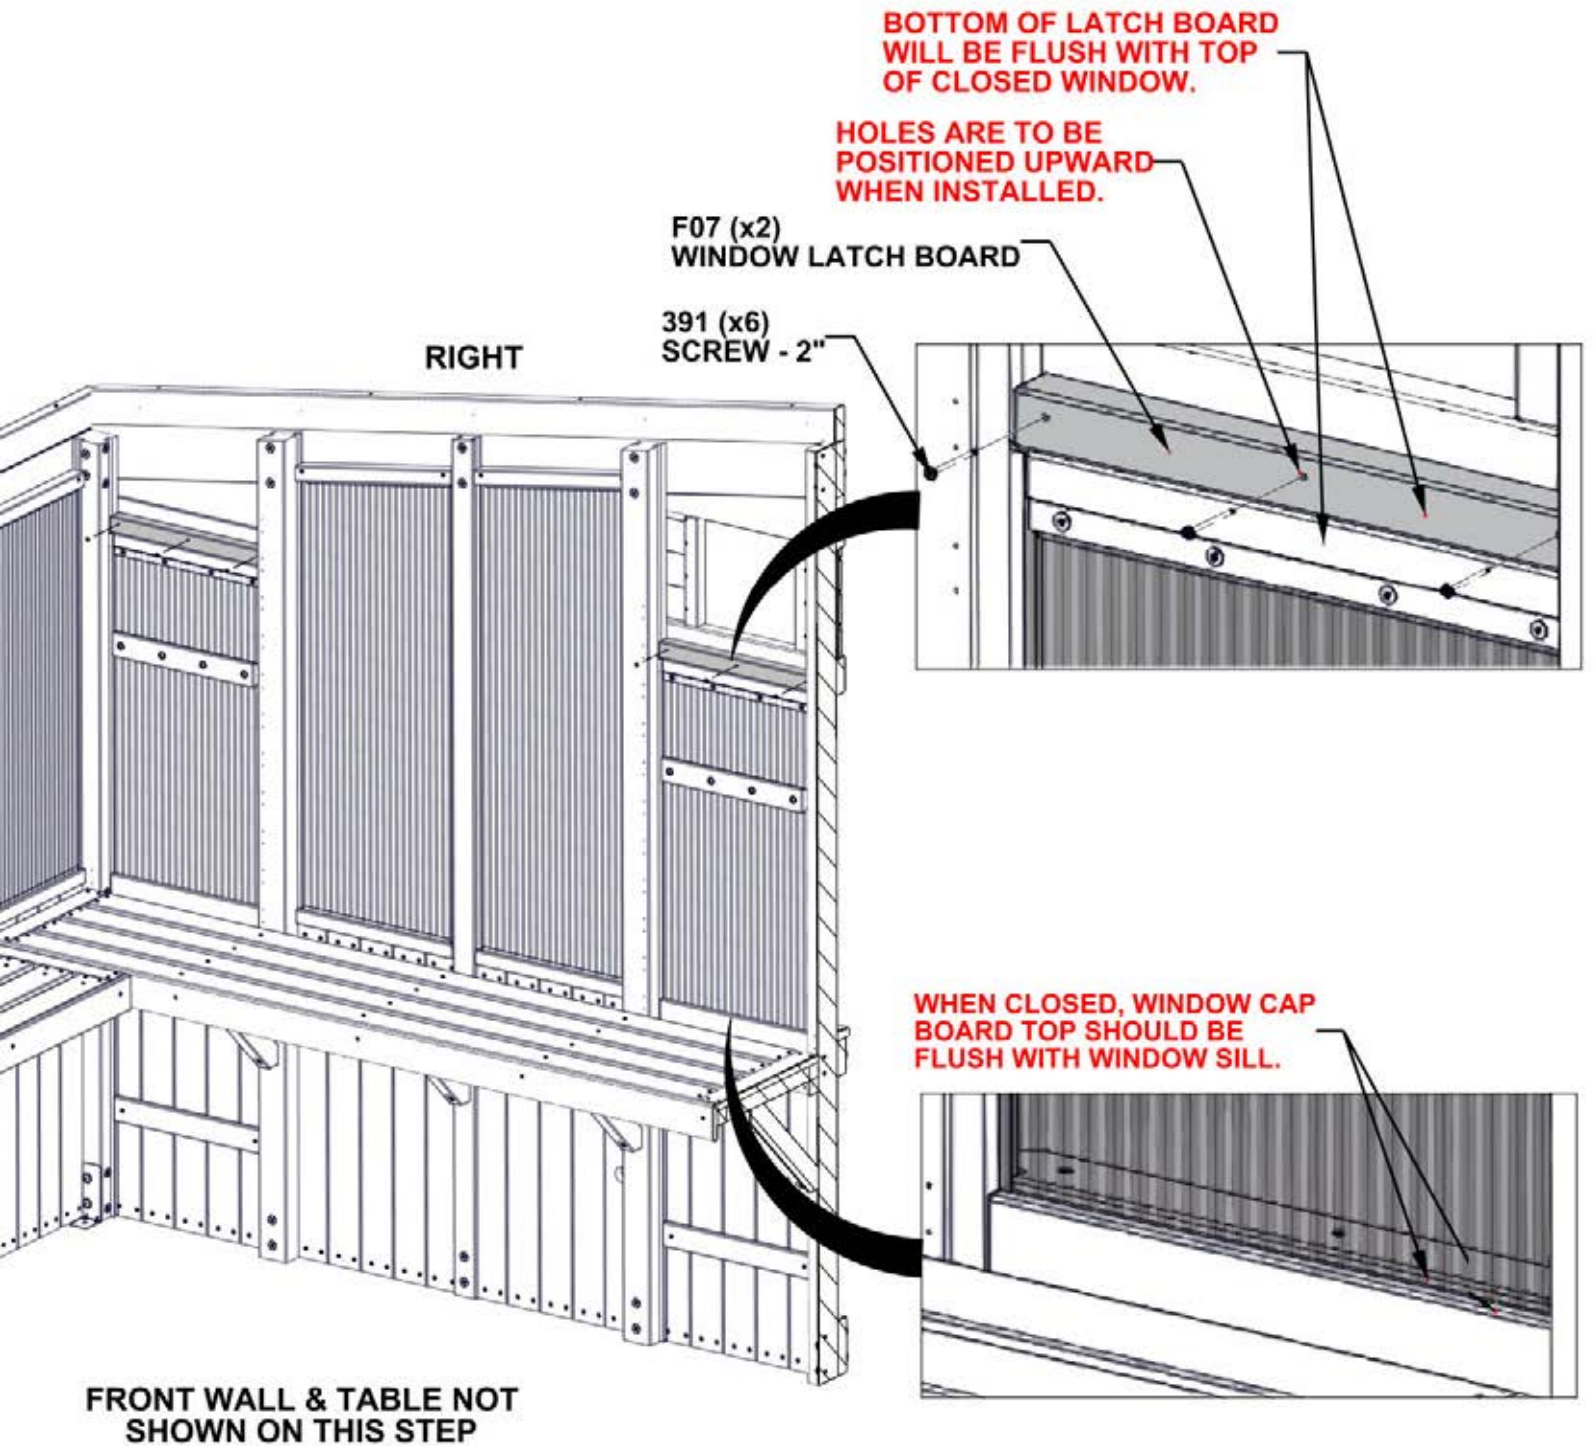 BOTTOM OF LATCH BOARD
WILL BE FLUSH WITH TOP
OF CLOSED WINDOW.
HOLES ARE TO BE
POSITIONED UPWARD
WHEN INSTALLED.
F07 (x2)
WINDOW LATCH BOARD
391 (x6)
SCREW - 2"
RIGHT
WHEN CLOSED, WINDOW CAP
BOARD TOP SHOULD BE
FLUSH WITH WINDOW SILL.
FRONT WALL & TABLE NOT
SHOWN ON THIS STEP